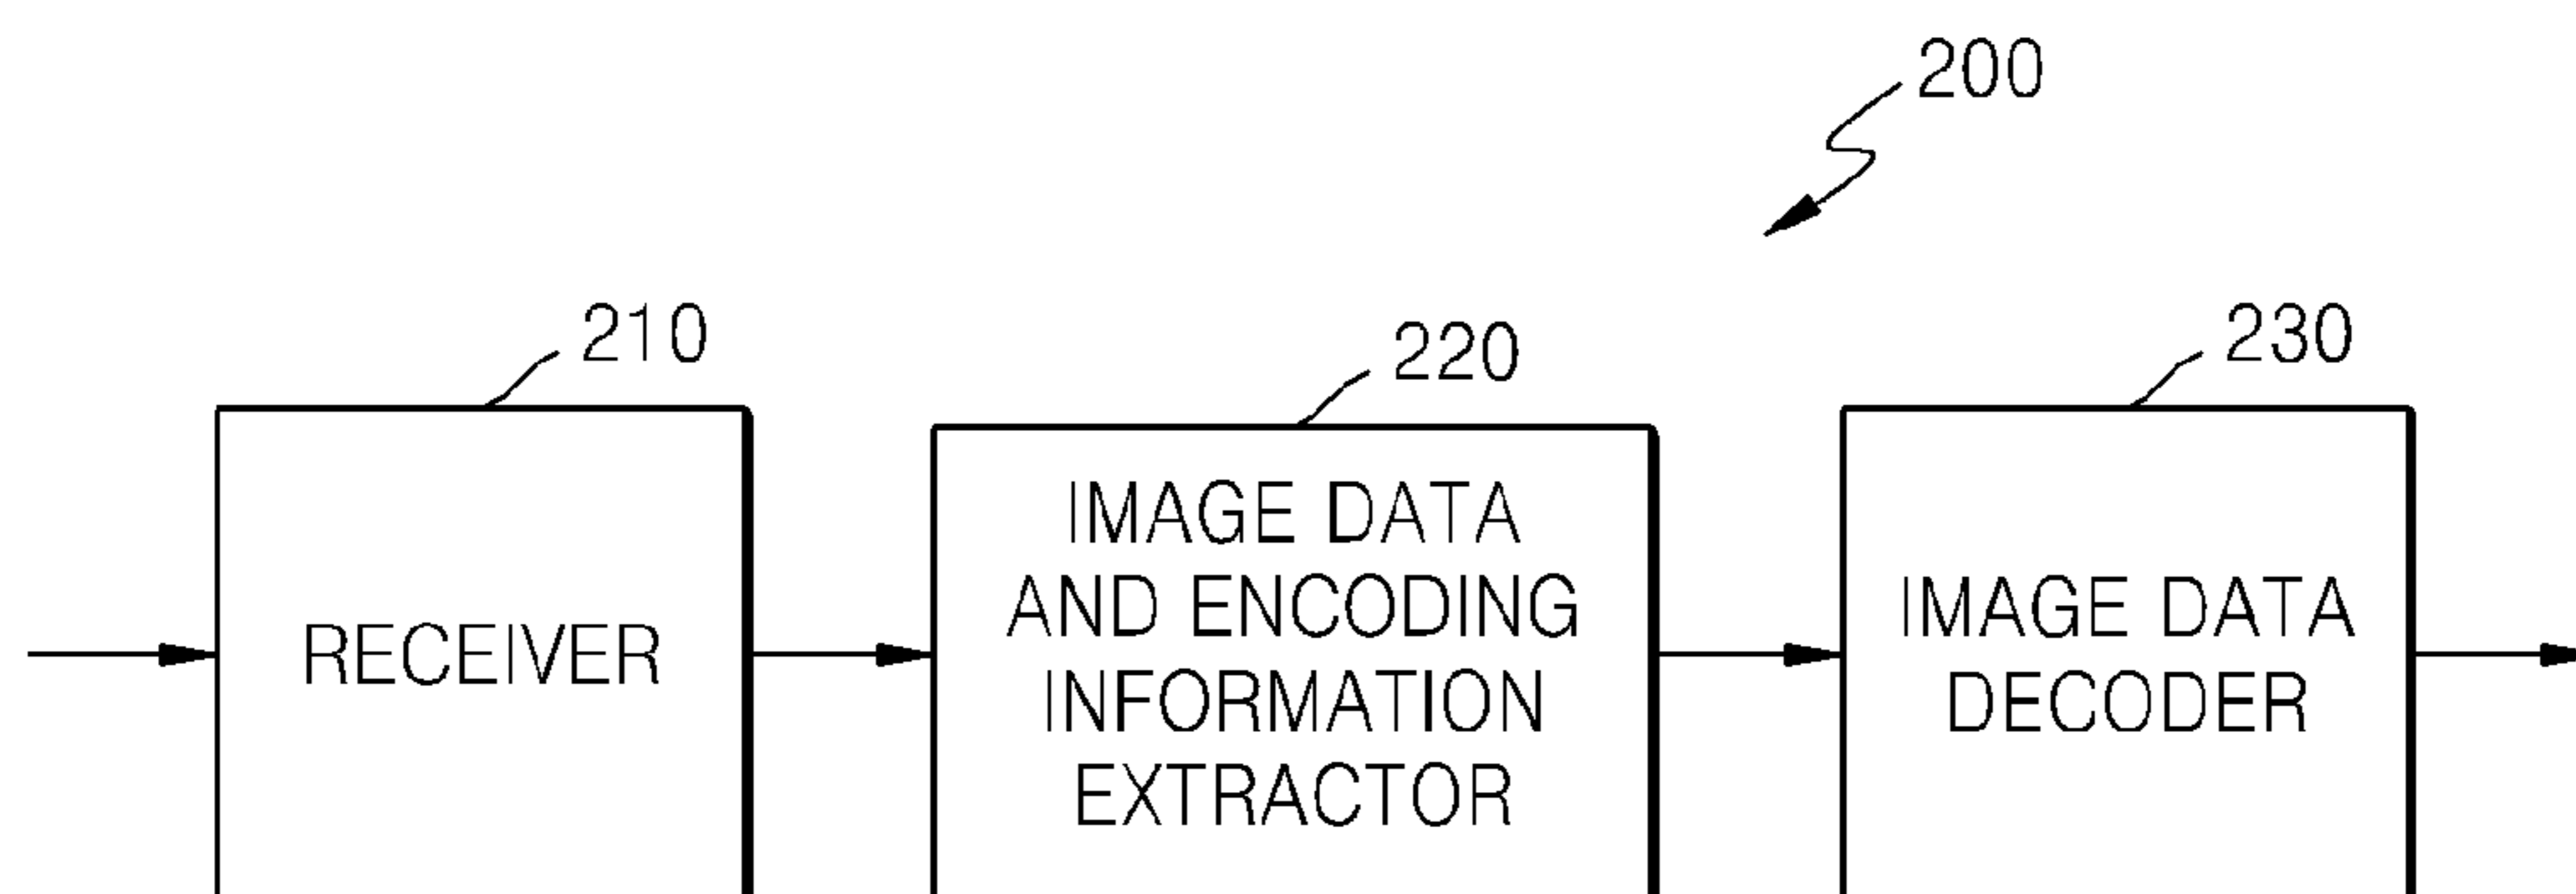 200
210
220
230
RECEIVER
IMAGE DATA
AND ENCODING
INFORMATION
EXTRACTOR
IMAGE DATA
DECODER